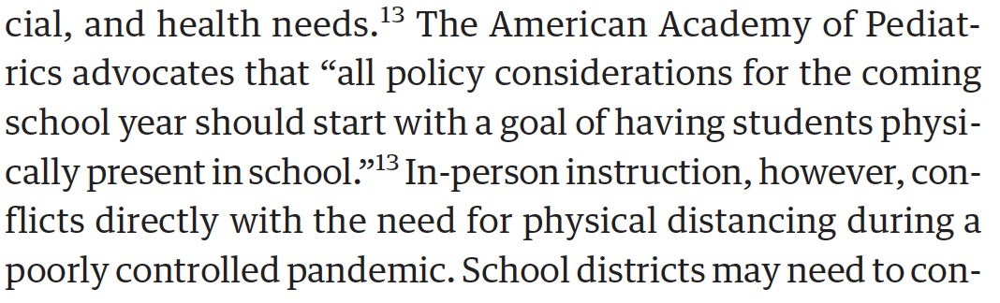 cial, and health needs.¹³ The American Academy of Pediat-
rics advocates that “all policy considerations for the coming
school year should start with a goal of having students physi-
cally present in school.”¹³ In-person instruction, however, con-
flicts directly with the need for physical distancing during a
poorly controlled pandemic. School districts may need to con-